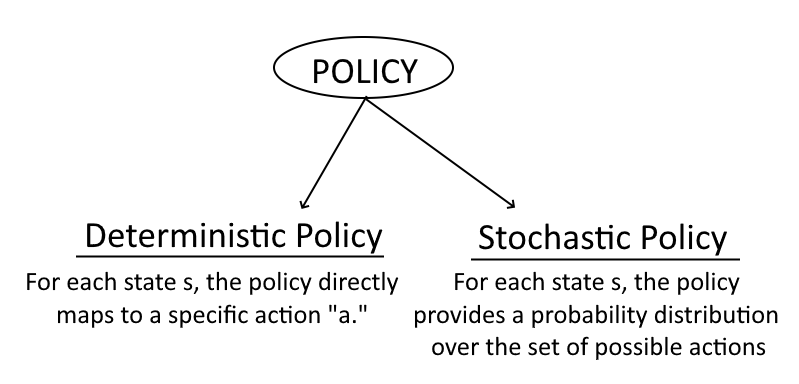 POLICY
Deterministic Policy
For each state s, the policy directly
maps to a specific action "a."
Stochastic Policy
For each state s, the policy
provides a probability distribution
over the set of possible actions